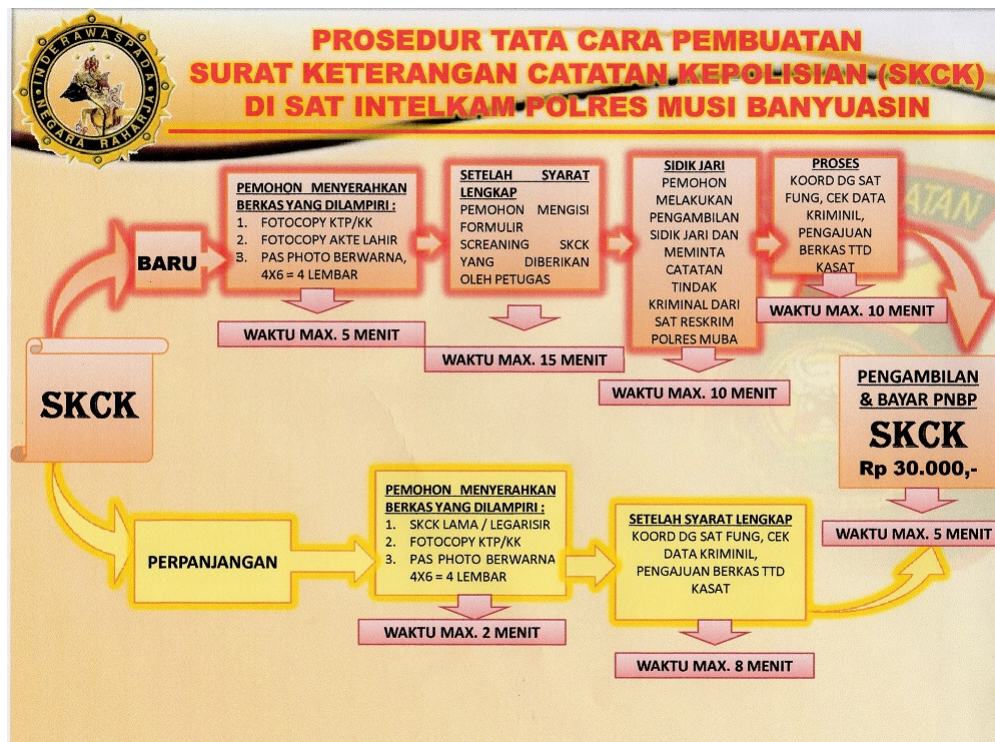 INDERAWASPADA
NEGARA RAHARJA
PROSEDUR TATA CARA PEMBUATAN
SURAT KETERANGAN CATATAN KEPOLISIAN (SKCK)
DI SAT INTELKAM POLRES MUSI BANYUASIN
SKCK
BARU
PEMOHON MENYERAHKAN
BERKAS YANG DILAMPIRI :
1. FOTOCOPY KTP/KK
2. FOTOCOPY AKTE LAHIR
3. PAS PHOTO BERWARNA,
4X6 = 4 LEMBAR
WAKTU MAX. 5 MENIT
SETELAH SYARAT
LENGKAP
PEMOHON MENGISI
FORMULIR
SCREANING SKCK
YANG DIBERIKAN
OLEH PETUGAS
WAKTU MAX. 15 MENIT
SIDIK JARI
PEMOHON
MELAKUKAN
PENGAMBILAN
SIDIK JARI DAN
MEMINTA
CATATAN
TINDAK
KRIMINAL DARI
SAT RESKRIM
POLRES MUBA
WAKTU MAX. 10 MENIT
PROSES
KOORD DG SAT
FUNG, CEK DATA
KRIMINIL,
PENGAJUAN
BERKAS TTD
KASAT
WAKTU MAX. 10 MENIT
ATAN
PENGAMBILAN
& BAYAR PNBP
SKCK
Rp 30.000,-
WAKTU MAX. 5 MENIT
PERPANJANGAN
PEMOHON MENYERAHKAN
BERKAS YANG DILAMPIRI :
1. SKCK LAMA / LEGARISIR
2. FOTOCOPY KTP/KK
3. PAS PHOTO BERWARNA
4X6 = 4 LEMBAR
WAKTU MAX. 2 MENIT
SETELAH SYARAT LENGKAP
KOORD DG SAT FUNG, CEK
DATA KRIMINIL,
PENGAJUAN BERKAS TTD
KASAT
WAKTU MAX. 8 MENIT